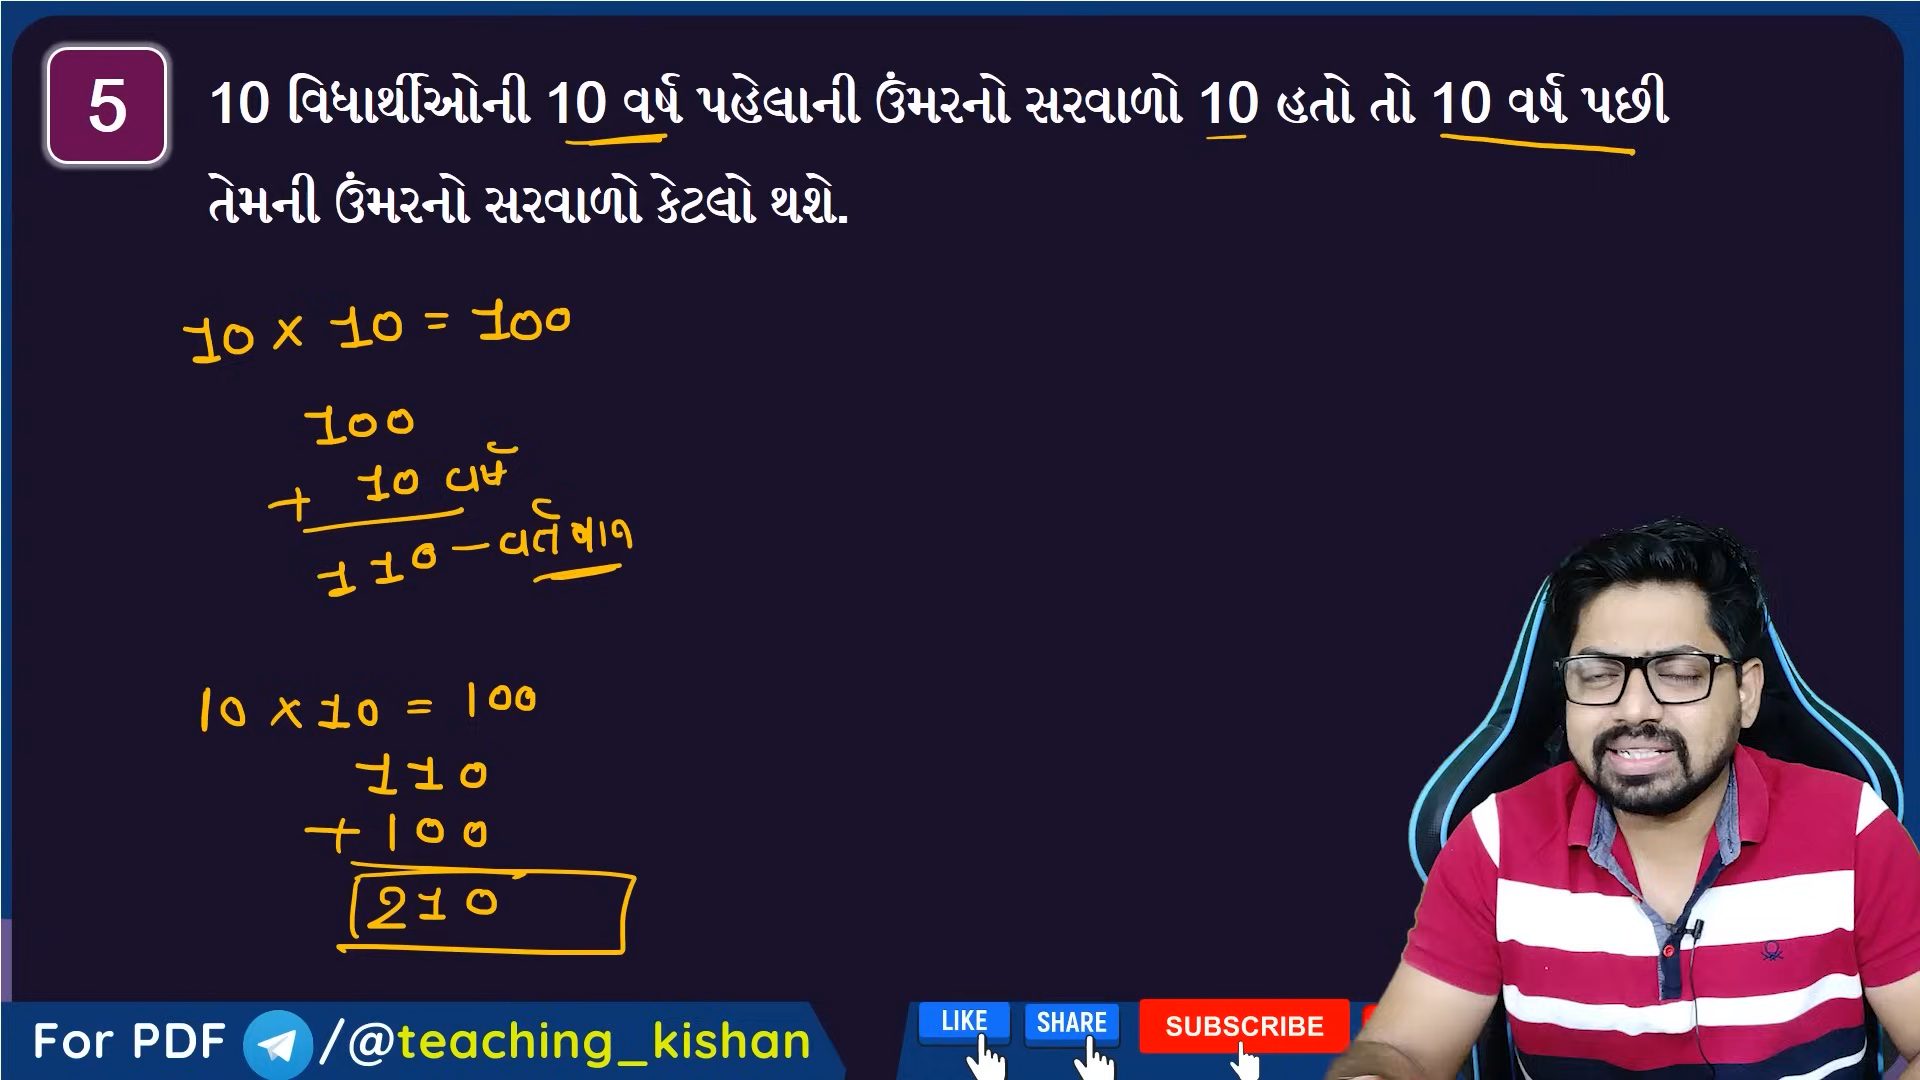 5
10 વિધાર્થીઓની 10 વર્ષ પહેલાની ઉંમરનો સરવાળો 10 હતો તો 10 વર્ષ પછી
તેમની ઉંમરનો સરવાળો કેટલો થશે.
10 × 10 = 100
100
+ 10 વર્ષ
110 — વર્તમાન
10 × 10 = 100
110
+ 100
210
For PDF /@teaching_kishan
LIKE
SHARE
SUBSCRIBE